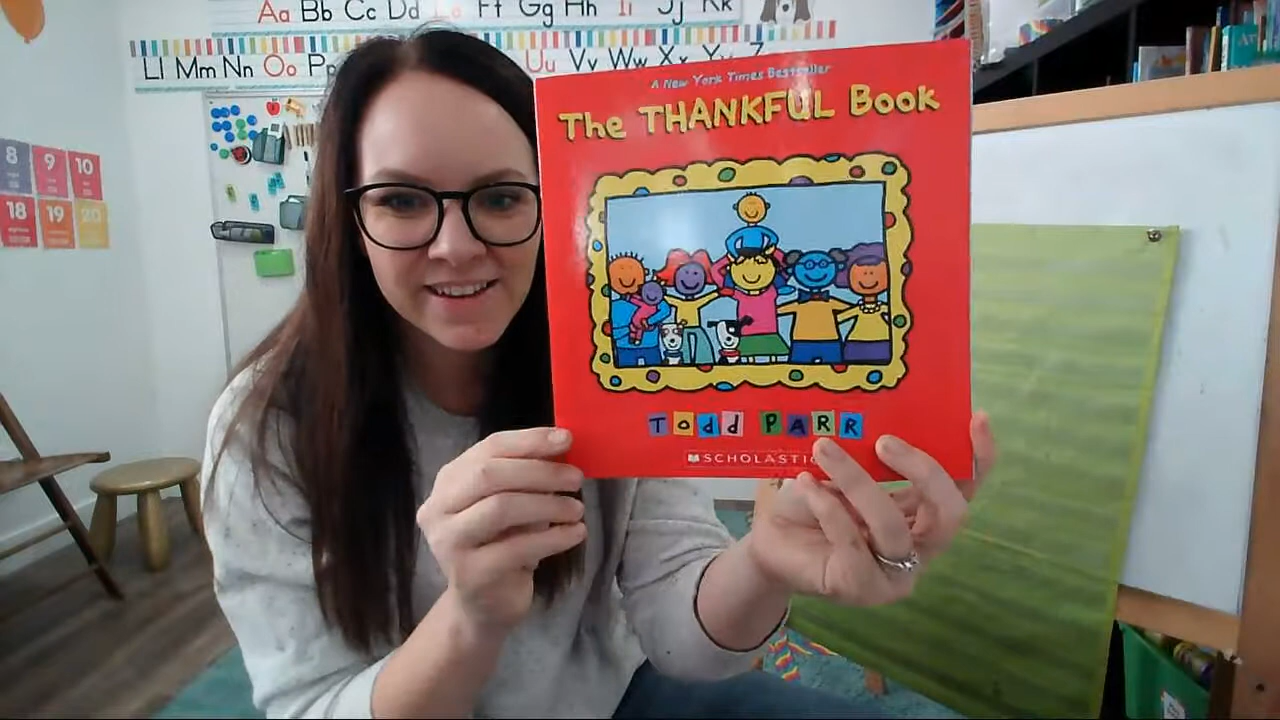 Aa Bb Cc Dd Ff Gg Hh Ii Jj Kk
Ll Mm Nn Oo Uu Vv Ww Xx
8 9 10
18 19 20
A New York Times Bestseller
The THANKFUL Book
Todd PARR
SCHOLASTIC